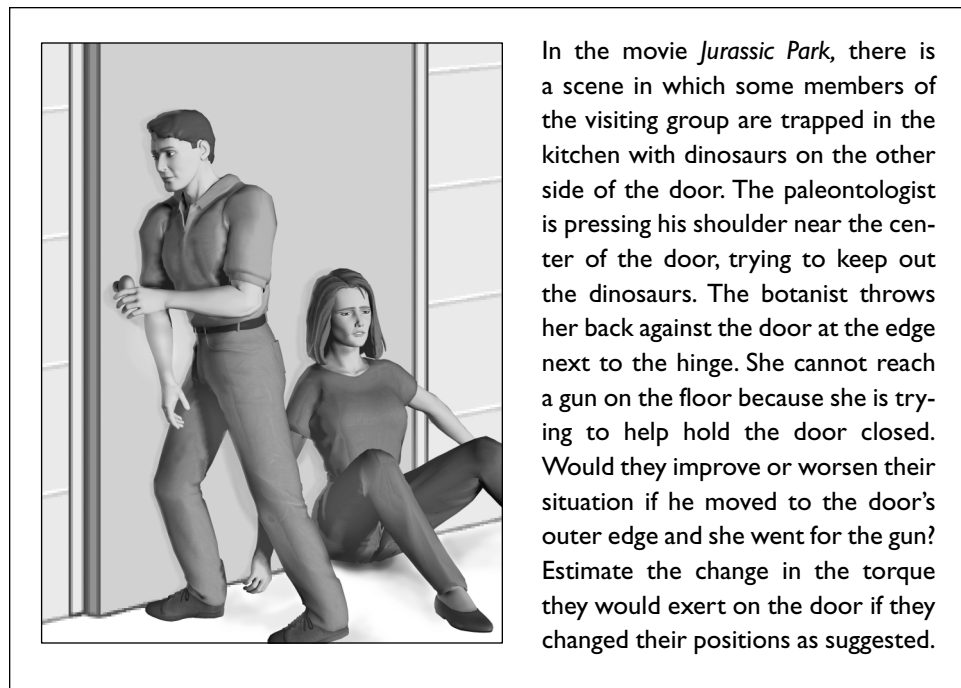 In the movie Jurassic Park, there is
a scene in which some members of
the visiting group are trapped in the
kitchen with dinosaurs on the other
side of the door. The paleontologist
is pressing his shoulder near the cen-
ter of the door, trying to keep out
the dinosaurs. The botanist throws
her back against the door at the edge
next to the hinge. She cannot reach
a gun on the floor because she is try-
ing to help hold the door closed.
Would they improve or worsen their
situation if he moved to the door's
outer edge and she went for the gun?
Estimate the change in the torque
they would exert on the door if they
changed their positions as suggested.